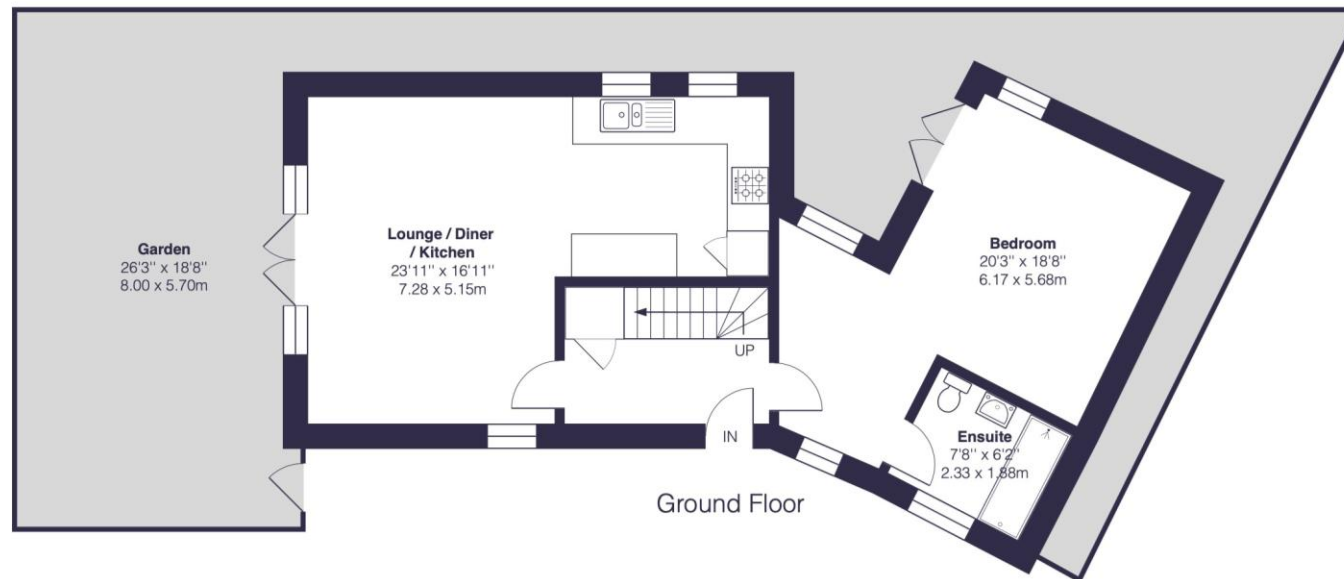 Garden
26'3'' x 18'8''
8.00 x 5.70m
Lounge / Diner
/ Kitchen
23'11'' x 16'11''
7.28 x 5.15m
Bedroom
20'3'' x 18'8''
6.17 x 5.68m
UP
IN
Ensuite
7'8'' x 6'2''
2.33 x 1.88m
Ground Floor